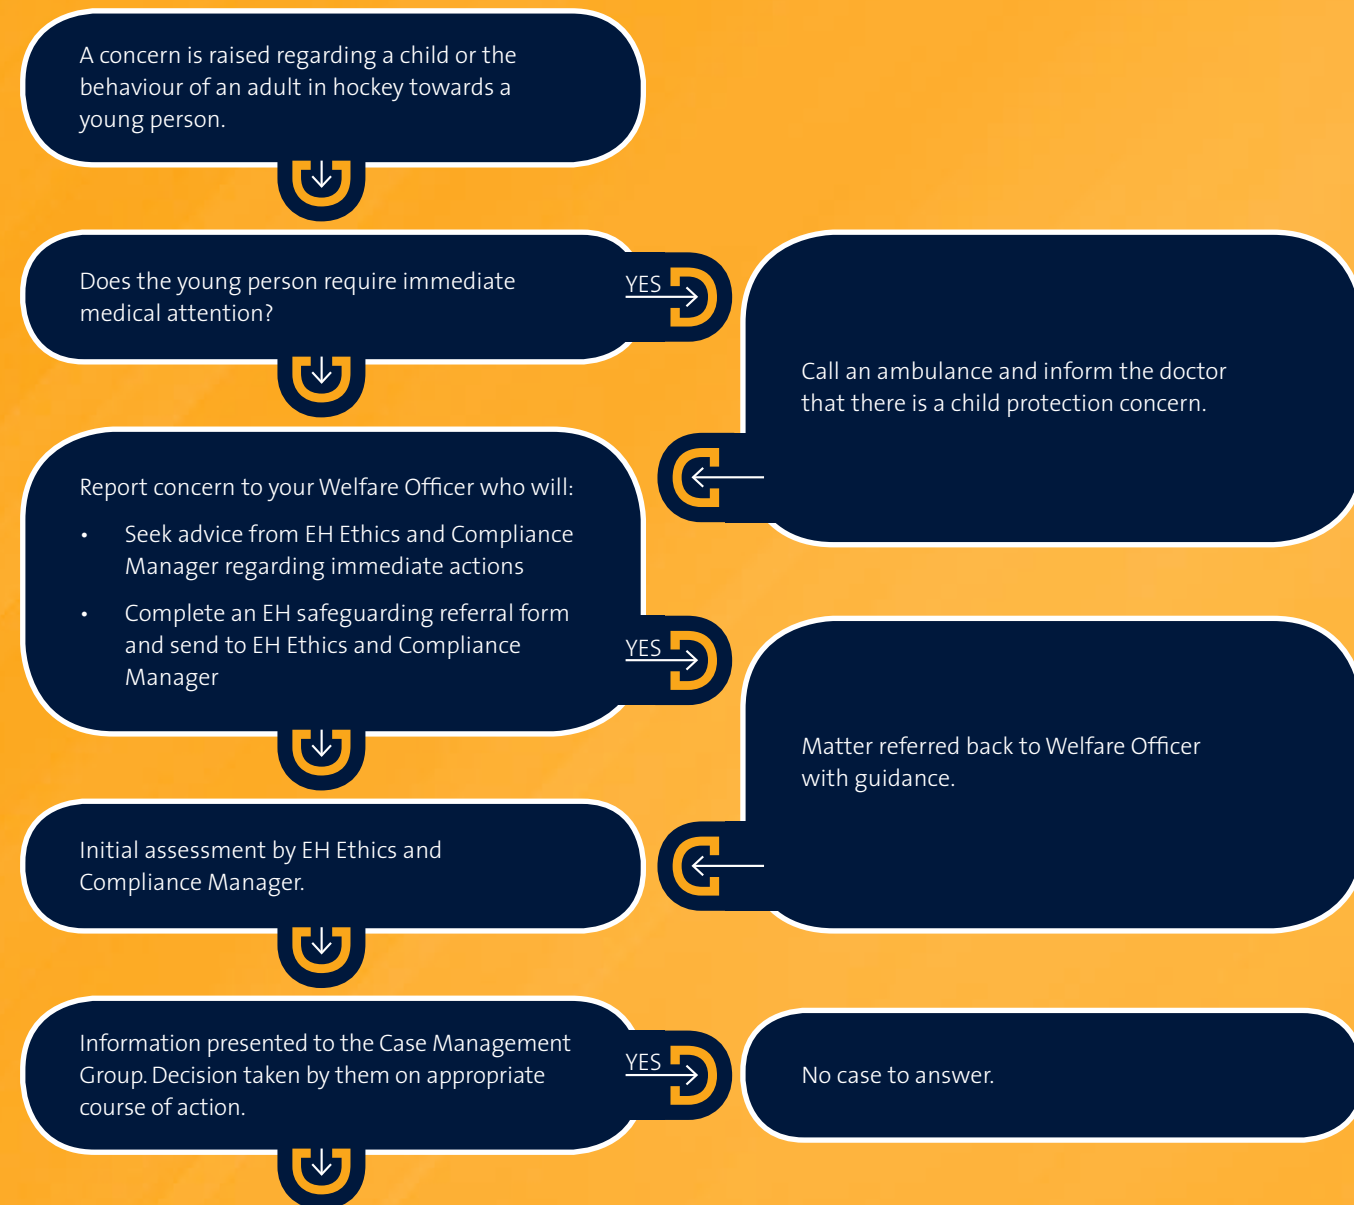 A concern is raised regarding a child or the
behaviour of an adult in hockey towards a
young person.
Does the young person require immediate
medical attention?
YES
Call an ambulance and inform the doctor
that there is a child protection concern.
Report concern to your Welfare Officer who will:
• Seek advice from EH Ethics and Compliance
Manager regarding immediate actions
• Complete an EH safeguarding referral form
and send to EH Ethics and Compliance
Manager
YES
Matter referred back to Welfare Officer
with guidance.
Initial assessment by EH Ethics and
Compliance Manager.
Information presented to the Case Management
Group. Decision taken by them on appropriate
course of action.
YES
No case to answer.